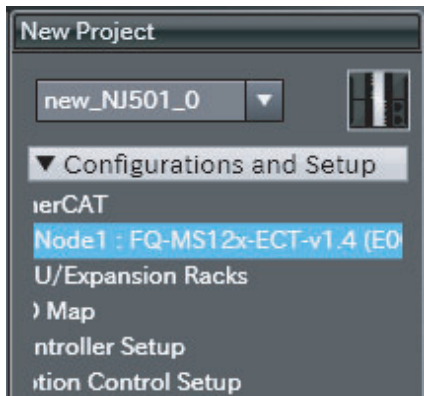 New Project
new_NJ501_0
▼ Configurations and Setup
erCAT
Node1 : FQ-MS12x-ECT-v1.4 (E0
U/Expansion Racks
Map
ntroller Setup
tion Control Setup